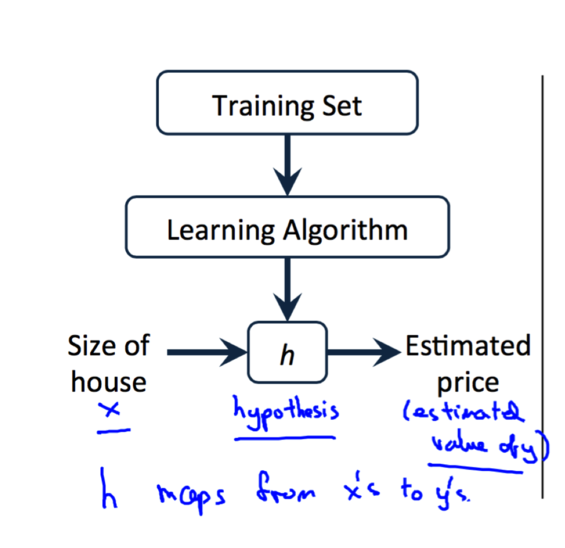 Training Set
Learning Algorithm
Size of house
h
Estimated price
x
hypothesis
(estimated value of y)
h maps from x's to y's.